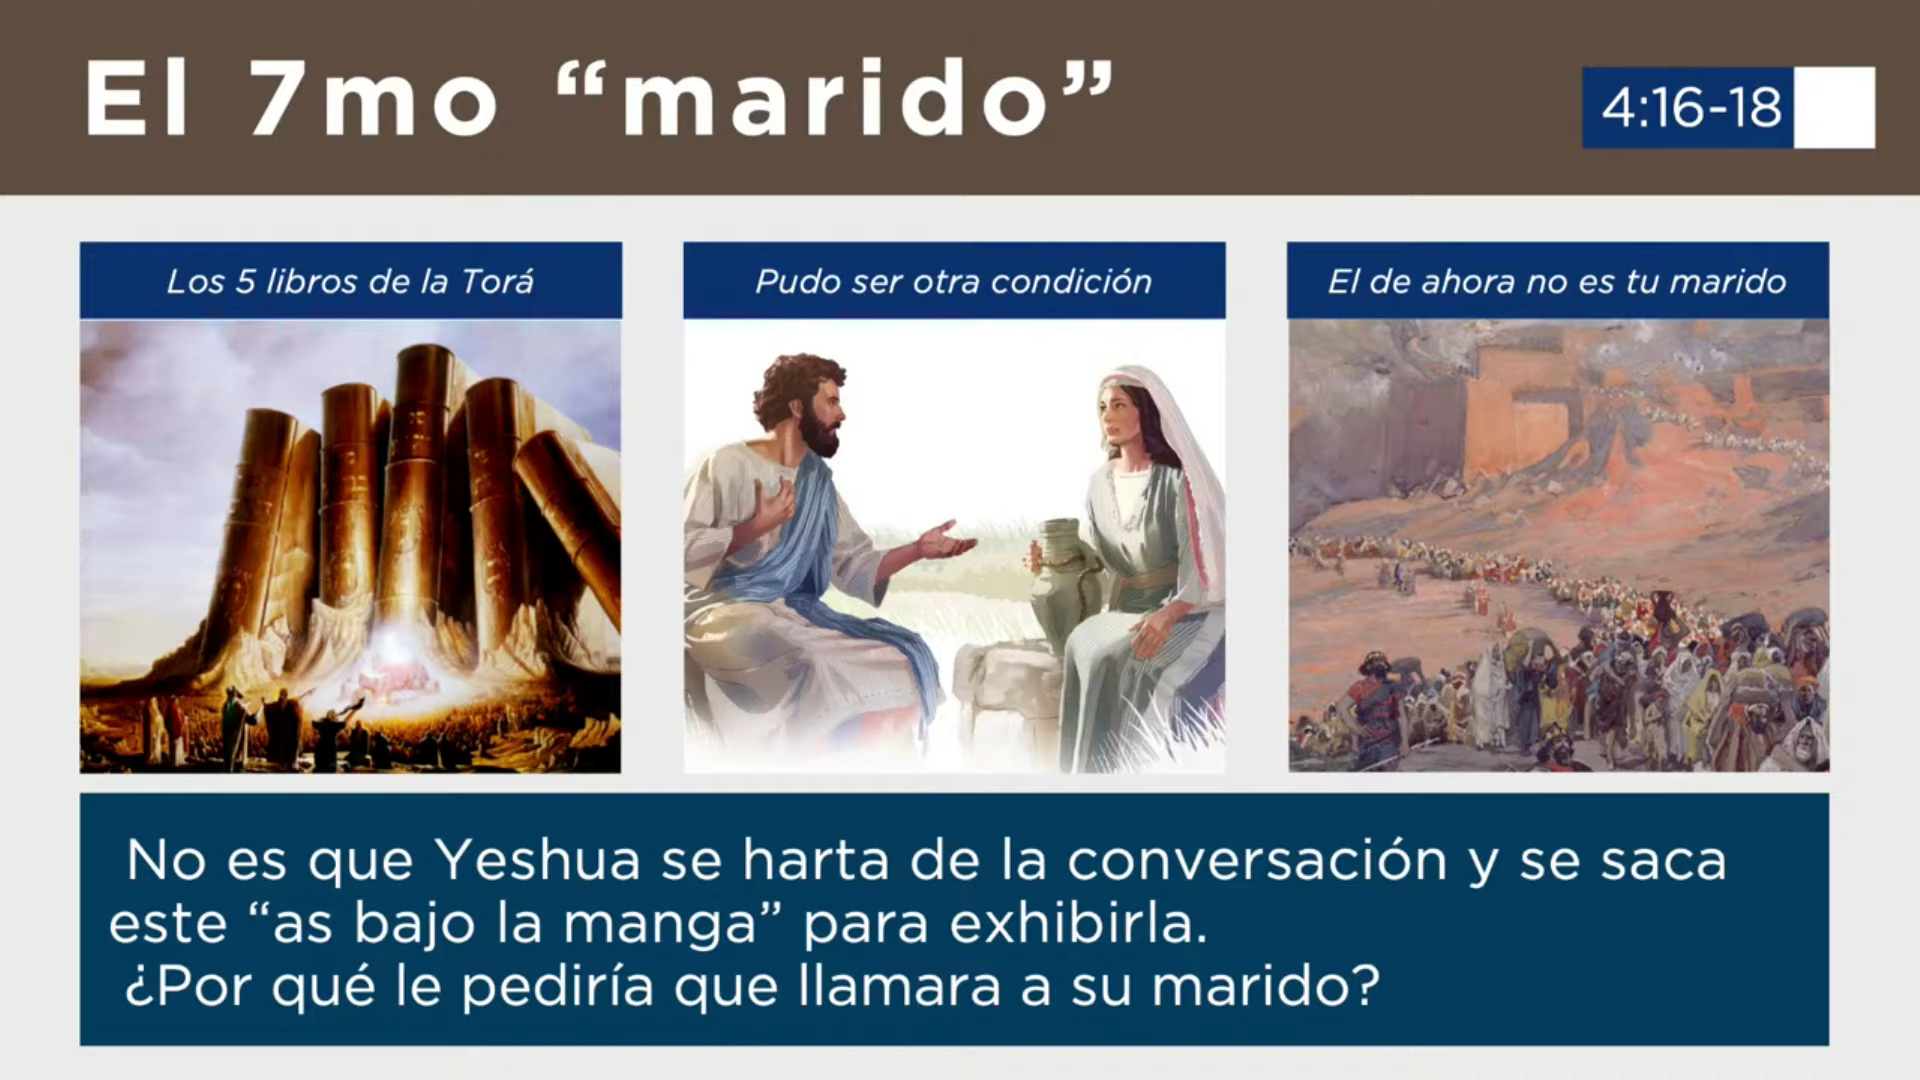 El 7mo “marido”
4:16-18
Los 5 libros de la Torá
Pudo ser otra condición
El de ahora no es tu marido
No es que Yeshua se harta de la conversación y se saca
este “as bajo la manga” para exhibirla.
¿Por qué le pediría que llamara a su marido?